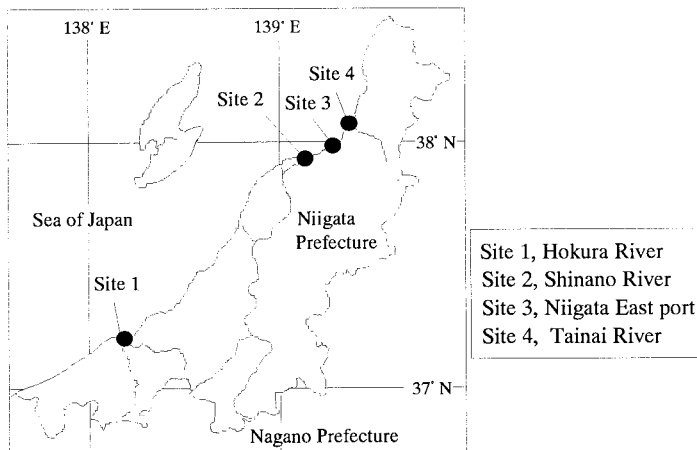 138° E
139° E
Site 4
Site 3
Site 2
38° N
Sea of Japan
Niigata
Prefecture
Site 1
Site 1, Hokura River
Site 2, Shinano River
Site 3, Niigata East port
Site 4, Tainai River
37° N
Nagano Prefecture